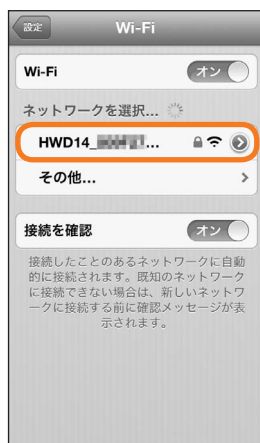 設定
Wi-Fi
Wi-Fi オン
ネットワークを選択...
HWD14_ ...
その他...
接続を確認 オン
接続したことのあるネットワークに自動
的に接続されます。既知のネットワーク
に接続できない場合は、新しいネットワ
ークに接続する前に確認メッセージが表
示されます。